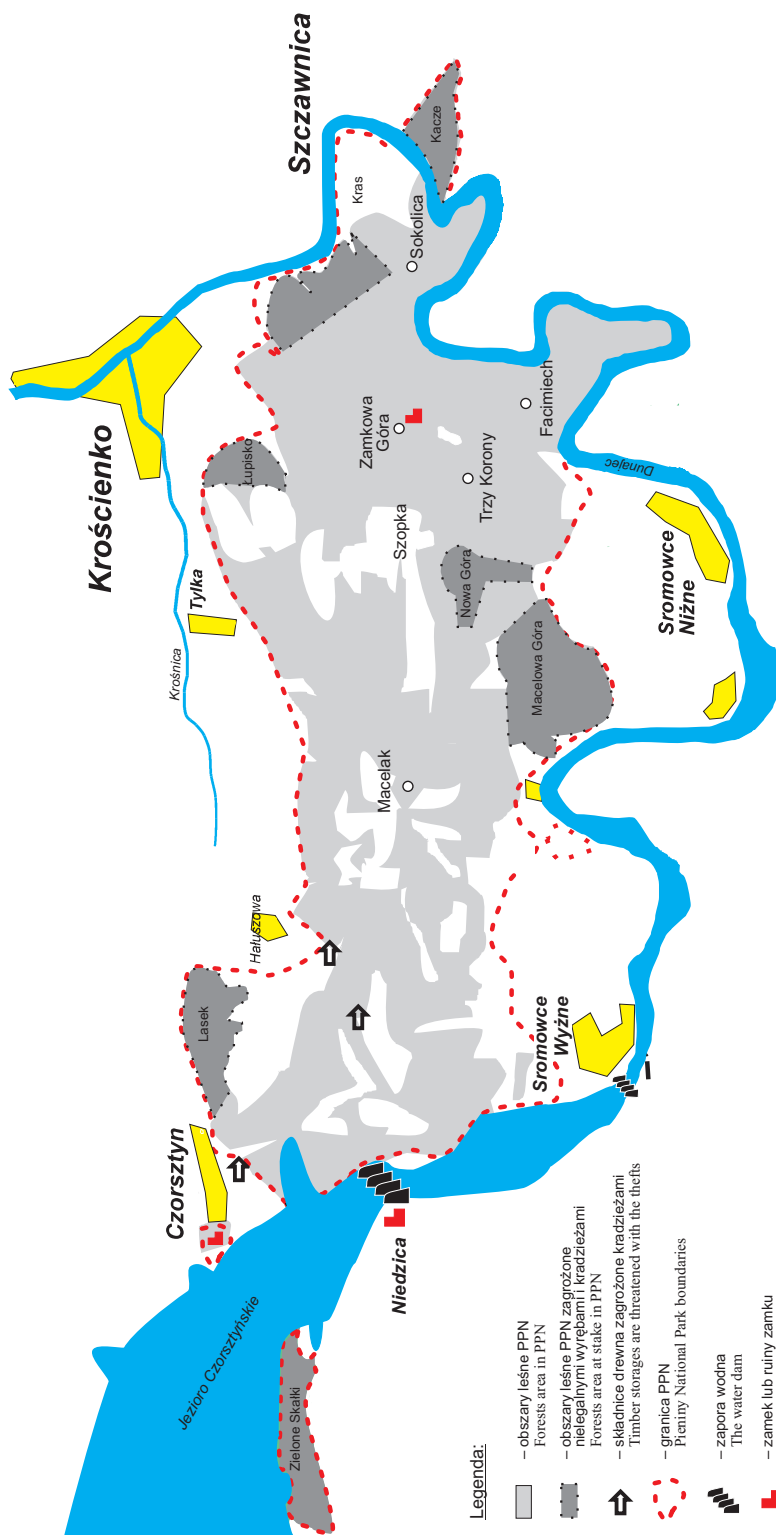 Szczawnica
Krościenko
Kras
Kacze
Sokolica
Łupisko
Zamkowa
Góra
Facimiech
Tylka
Krośnica
Szopka
Trzy Korony
Dunajec
Nowa Góra
Sromowce
Niżne
Macelowa Góra
Macelak
Hałuszowa
Lasek
Sromowce
Wyżne
Czorsztyn
Niedzica
Jezioro Czorsztyńskie
Zielone Skałki
Legenda:
– obszary leśne PPN
Forests area in PPN
– obszary leśne PPN zagrożone
nielegalnymi wyrębami i kradzieżami
Forests area at stake in PPN
– składnice drewna zagrożone kradzieżami
Timber storages are threatened with the thefts
– granica PPN
Pieniny National Park boundaries
– zapora wodna
The water dam
– zamek lub ruiny zamku